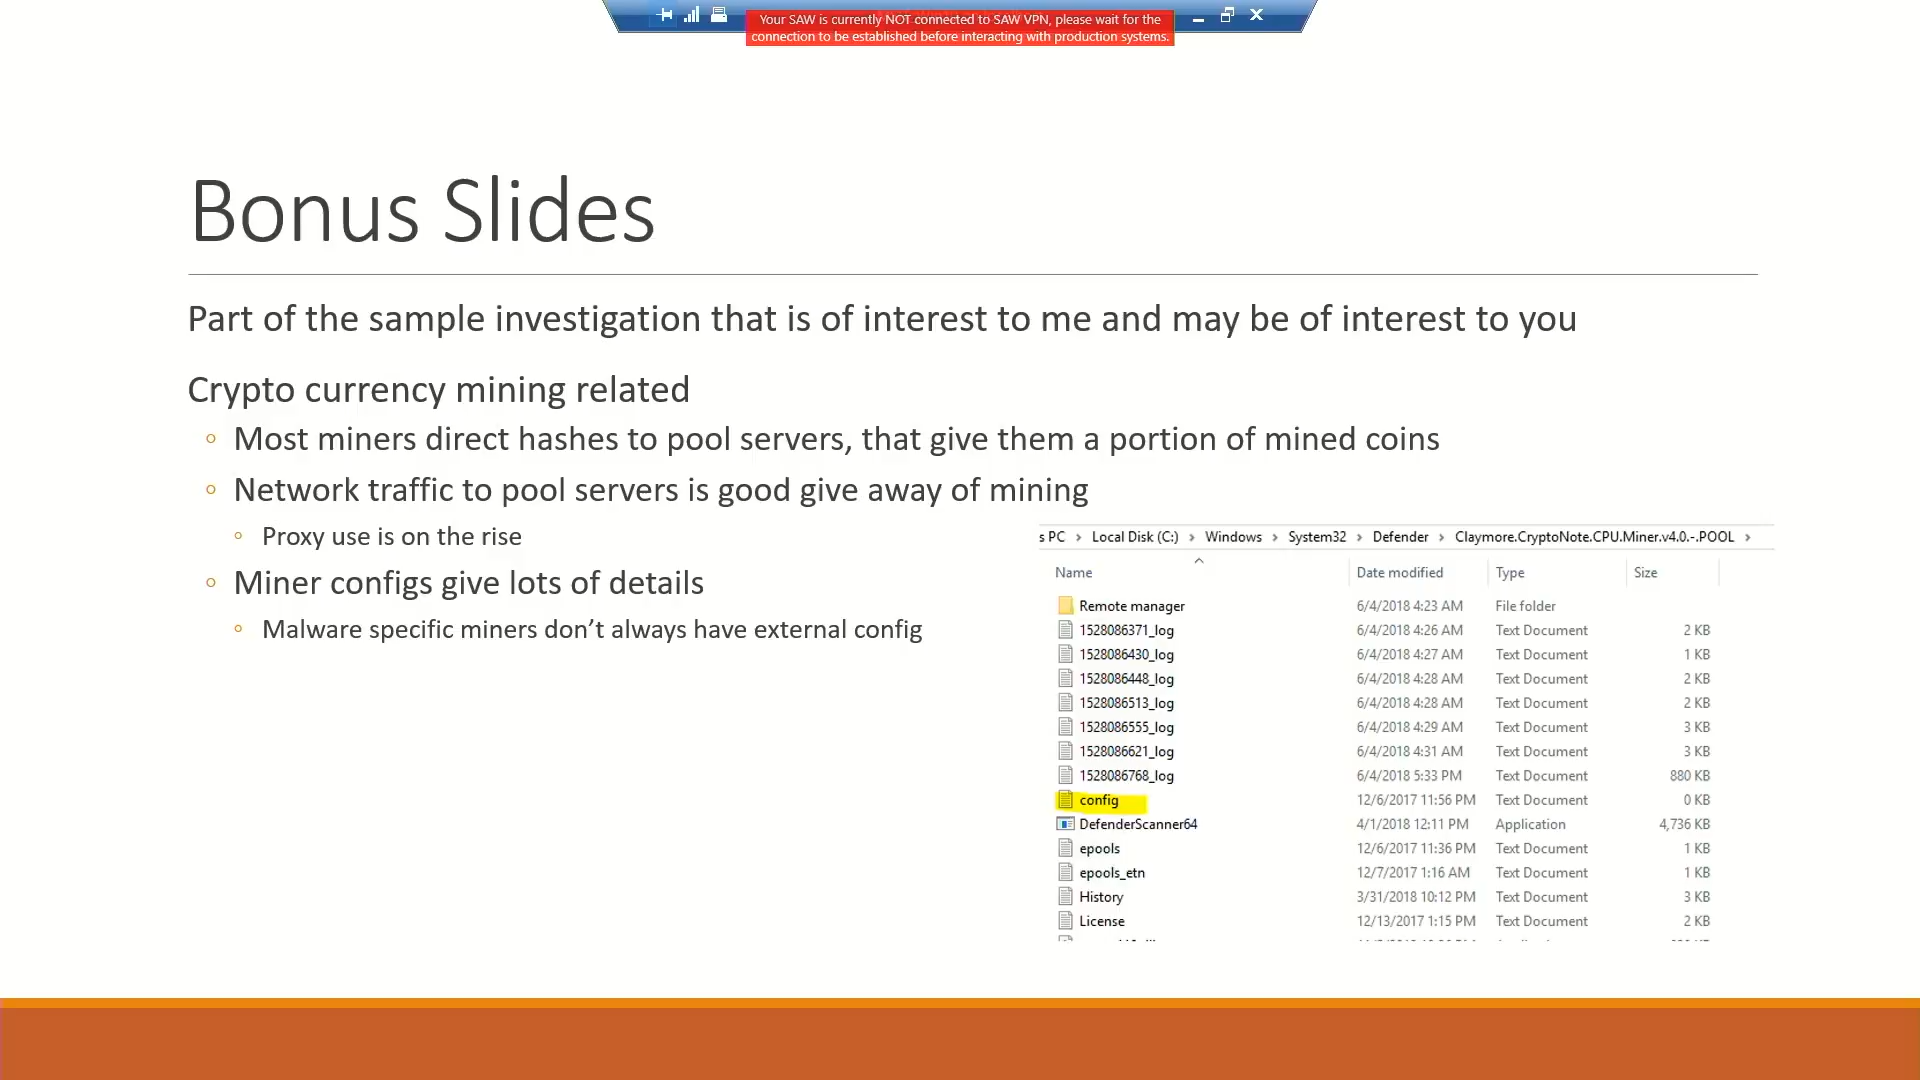 Your SAW is currently NOT connected to SAW VPN, please wait for the
connection to be established before interacting with production systems.
Bonus Slides
Part of the sample investigation that is of interest to me and may be of interest to you
Crypto currency mining related
◦ Most miners direct hashes to pool servers, that give them a portion of mined coins
◦ Network traffic to pool servers is good give away of mining
◦ Proxy use is on the rise
◦ Miner configs give lots of details
◦ Malware specific miners don’t always have external config
s PC › Local Disk (C:) › Windows › System32 › Defender › Claymore.CryptoNote.CPU.Miner.v4.0.-.POOL ›
Name Date modified Type Size
Remote manager 6/4/2018 4:23 AM File folder
1528086371_log 6/4/2018 4:26 AM Text Document 2 KB
1528086430_log 6/4/2018 4:27 AM Text Document 1 KB
1528086448_log 6/4/2018 4:28 AM Text Document 2 KB
1528086513_log 6/4/2018 4:28 AM Text Document 2 KB
1528086555_log 6/4/2018 4:29 AM Text Document 3 KB
1528086621_log 6/4/2018 4:31 AM Text Document 3 KB
1528086768_log 6/4/2018 5:33 PM Text Document 880 KB
config 12/6/2017 11:56 PM Text Document 0 KB
DefenderScanner64 4/1/2018 12:11 PM Application 4,736 KB
epools 12/6/2017 11:36 PM Text Document 1 KB
epools_etn 12/7/2017 1:16 AM Text Document 1 KB
History 3/31/2018 10:12 PM Text Document 3 KB
License 12/13/2017 1:15 PM Text Document 2 KB